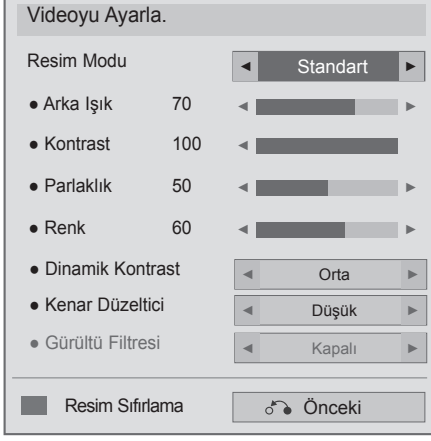 Videoyu Ayarla.
Resim Modu ◄ Standart ►
● Arka Işık 70 ◄ ►
● Kontrast 100 ◄
● Parlaklık 50 ◄ ►
● Renk 60 ◄ ►
● Dinamik Kontrast ◄ Orta ►
● Kenar Düzeltici ◄ Düşük ►
● Gürültü Filtresi ◄ Kapalı ►
Resim Sıfırlama Önceki